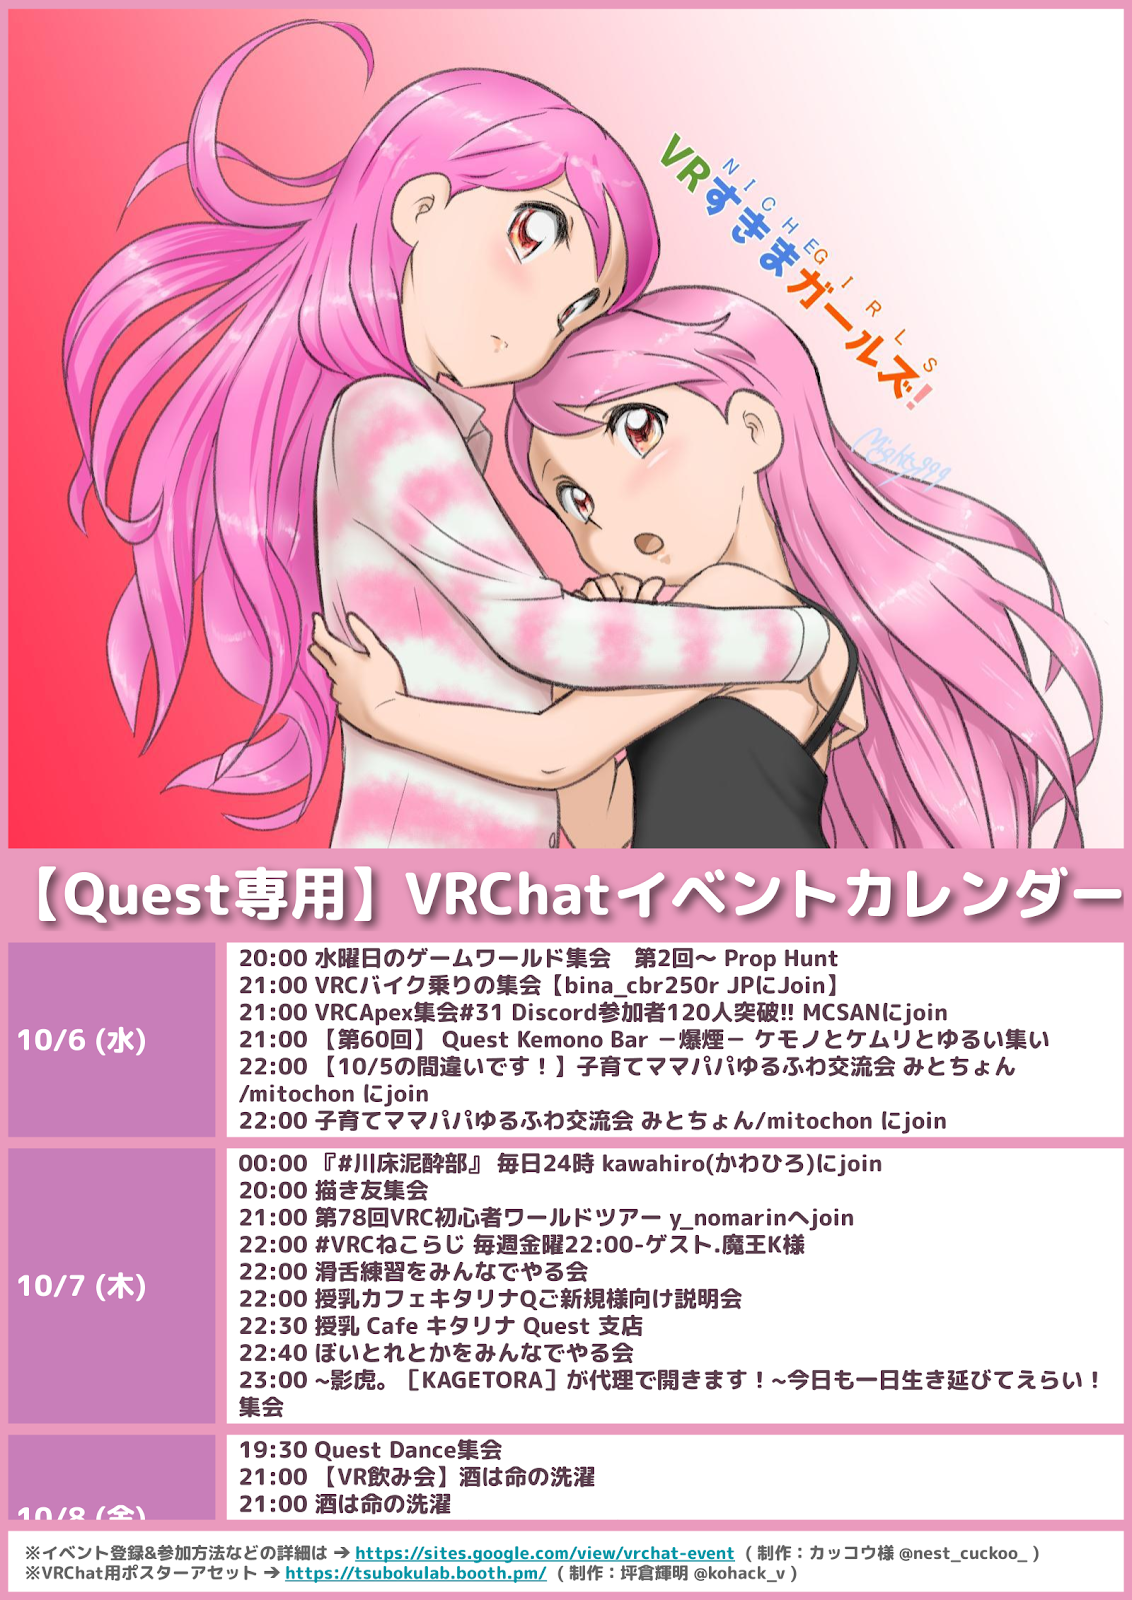 NICHEGIRLS
VRすきまガールズ!
Mighty999
【Quest専用】VRChatイベントカレンダー
10/6 (水)
20:00 水曜日のゲームワールド集会　第2回～ Prop Hunt
21:00 VRCバイク乗りの集会【bina_cbr250r JPにJoin】
21:00 VRCApex集会#31 Discord参加者120人突破!! MCSANにjoin
21:00 【第60回】 Quest Kemono Bar －爆煙－ ケモノとケムリとゆるい集い
22:00 【10/5の間違いです！】子育てママパパゆるふわ交流会 みとちょん
/mitochon にjoin
22:00 子育てママパパゆるふわ交流会 みとちょん/mitochon にjoin
10/7 (木)
00:00 『#川床泥酔部』 毎日24時 kawahiro(かわひろ)にjoin
20:00 描き友集会
21:00 第78回VRC初心者ワールドツアー y_nomarinへjoin
22:00 #VRCねこらじ 毎週金曜22:00-ゲスト.魔王K様
22:00 滑舌練習をみんなでやる会
22:00 授乳カフェキタリナQご新規様向け説明会
22:30 授乳 Cafe キタリナ Quest 支店
22:40 ぼいとれとかをみんなでやる会
23:00 ~影虎。［KAGETORA］が代理で開きます！~今日も一日生き延びてえらい！
集会
10/8 (金)
19:30 Quest Dance集会
21:00 【VR飲み会】酒は命の洗濯
21:00 酒は命の洗濯
※イベント登録&参加方法などの詳細は → https://sites.google.com/view/vrchat-event （ 制作：カッコウ様 @nest_cuckoo_ ）
※VRChat用ポスターアセット → https://tsubokulab.booth.pm/ （ 制作：坪倉輝明 @kohack_v ）